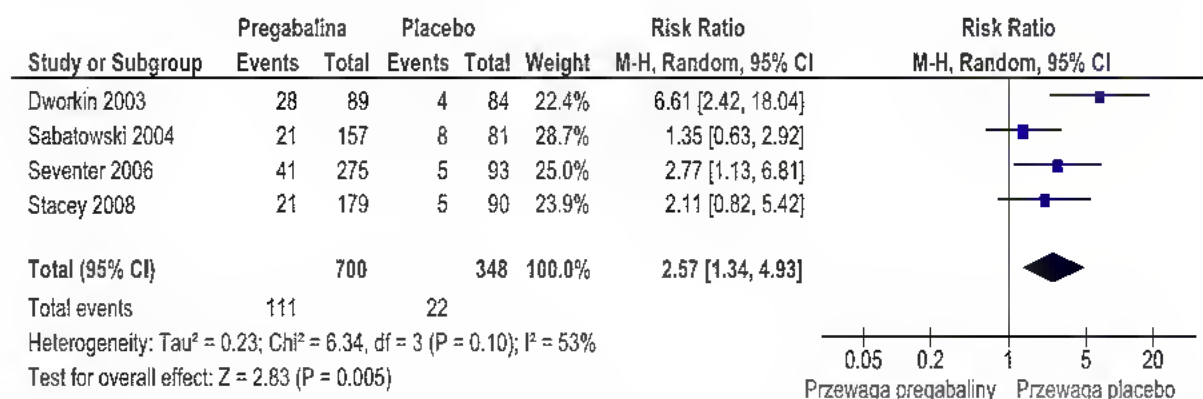 Pregabalina Placebo Risk Ratio Risk Ratio
Study or Subgroup Events Total Events Total Weight M-H, Random, 95% CI M-H, Random, 95% CI
Dworkin 2003 28 89 4 84 22.4% 6.61 [2.42, 18.04]
Sabatowski 2004 21 157 8 81 28.7% 1.35 [0.63, 2.92]
Seventer 2006 41 275 5 93 25.0% 2.77 [1.13, 6.81]
Stacey 2008 21 179 5 90 23.9% 2.11 [0.82, 5.42]
Total (95% CI) 700 348 100.0% 2.57 [1.34, 4.93]
Total events 111 22
Heterogeneity: Tau² = 0.23; Chi² = 6.34, df = 3 (P = 0.10); I² = 53%
Test for overall effect: Z = 2.83 (P = 0.005)
0.05 0.2 1 5 20
Przewaga pregabaliny Przewaga placebo